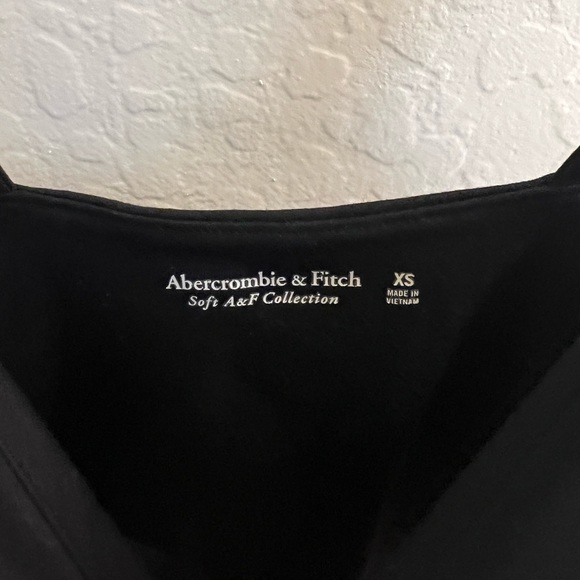 Abercrombie & Fitch
Soft A&F Collection
XS
MADE IN
VIETNAM